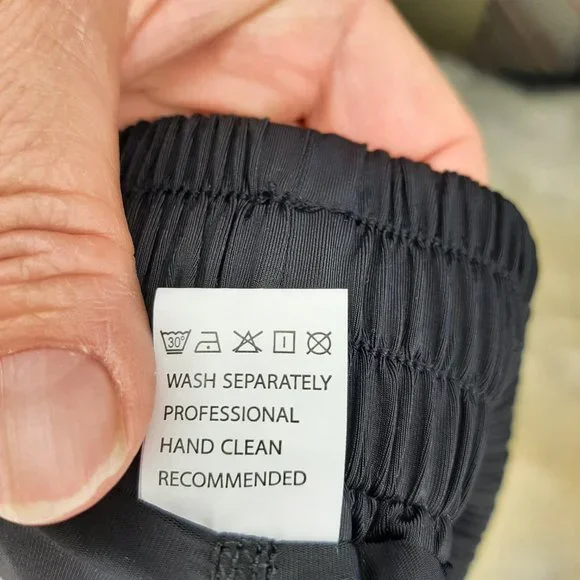 30°
WASH SEPARATELY
PROFESSIONAL
HAND CLEAN
RECOMMENDED